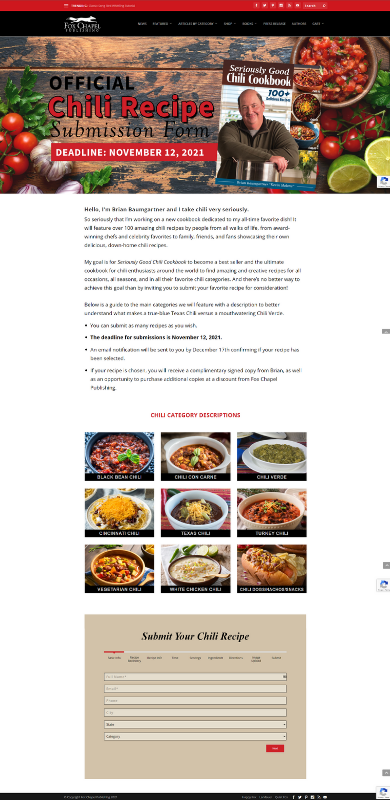 FOX CHAPEL
PUBLISHING
NEWS FEATURED ARTICLES BY CATEGORY SHOP BOOKS PRESS RELEASE AUTHORS CART
OFFICIAL
Chili Recipe
Submission Form
DEADLINE: NOVEMBER 12, 2021
Seriously Good
Chili Cookbook
100+
Hello, I'm Brian Baumgartner and I take chili very seriously.
So seriously that I'm working on a new cookbook dedicated to my all-time favorite dish! It
will feature over 100 amazing chili recipes by people from all walks of life, from award-
winning chefs and celebrity favorites to family, friends, and fans showcasing their own
delicious, down-home chili recipes.
My goal is for Seriously Good Chili Cookbook to become a best seller and the ultimate
cookbook for chili enthusiasts around the world to find amazing and creative recipes for all
occasions, all seasons, and in all their favorite chili categories. And there's no better way to
achieve this goal than by inviting you to submit your favorite recipe for consideration!
Below is a guide to the main categories we will feature with a description to better
understand what makes a true-blue Texas Chili versus a mouthwatering Chili Verde.
• You can submit as many recipes as you wish.
• The deadline for submissions is November 12, 2021.
• An email notification will be sent to you by December 17th confirming if your recipe has
been selected.
• If your recipe is chosen, you will receive a complimentary signed copy from Brian, as well
as an opportunity to purchase additional copies at a discount from Fox Chapel
Publishing.
CHILI CATEGORY DESCRIPTIONS
BLACK BEAN CHILI
CHILI CON CARNE
CHILI VERDE
CINCINNATI CHILI
TEXAS CHILI
TURKEY CHILI
VEGETARIAN CHILI
WHITE CHICKEN CHILI
CHILI DOGS/NACHOS/SNACKS
Submit Your Chili Recipe
State
Category